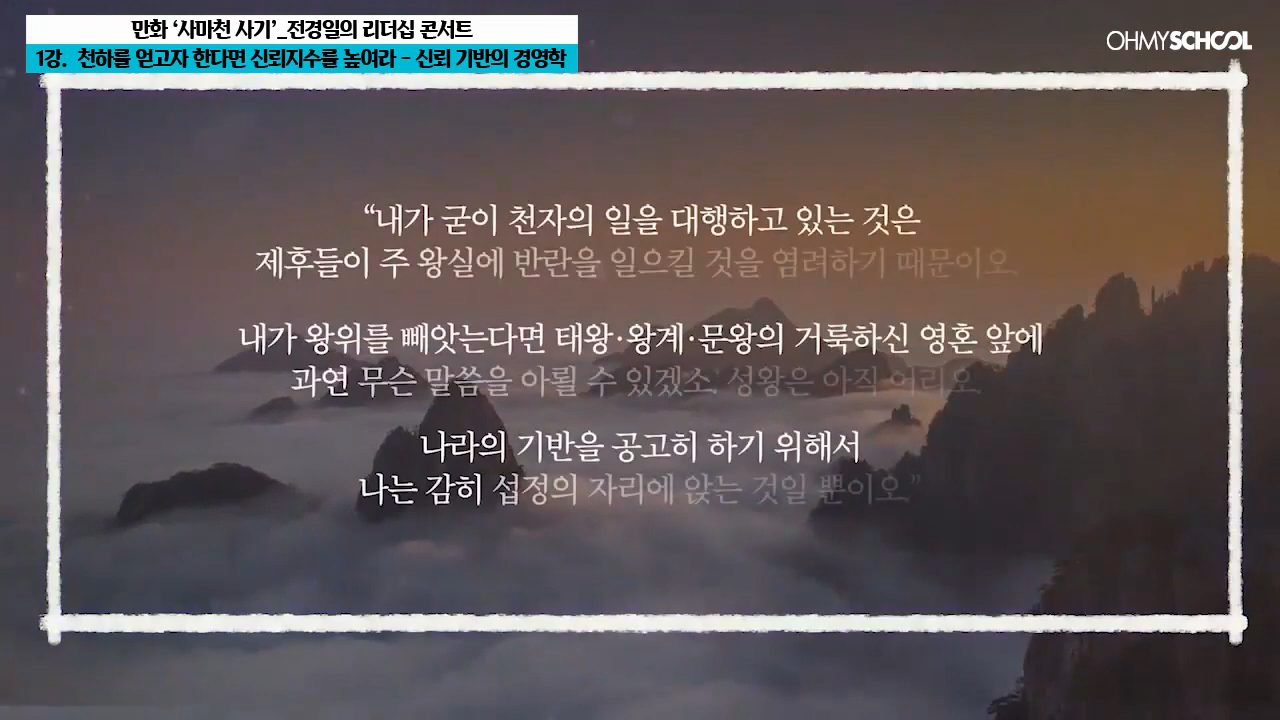 만화 ‘사마천 사기’_전경일의 리더십 콘서트
1강. 천하를 얻고자 한다면 신뢰지수를 높여라 - 신뢰 기반의 경영학
OHMYSCHOOL
“내가 굳이 천자의 일을 대행하고 있는 것은
제후들이 주 왕실에 반란을 일으킬 것을 염려하기 때문이오.
내가 왕위를 빼앗는다면 태왕·왕계·문왕의 거룩하신 영혼 앞에
과연 무슨 말씀을 아뢸 수 있겠소. 성왕은 아직 어리오.
나라의 기반을 공고히 하기 위해서
나는 감히 섭정의 자리에 앉는 것일 뿐이오.”